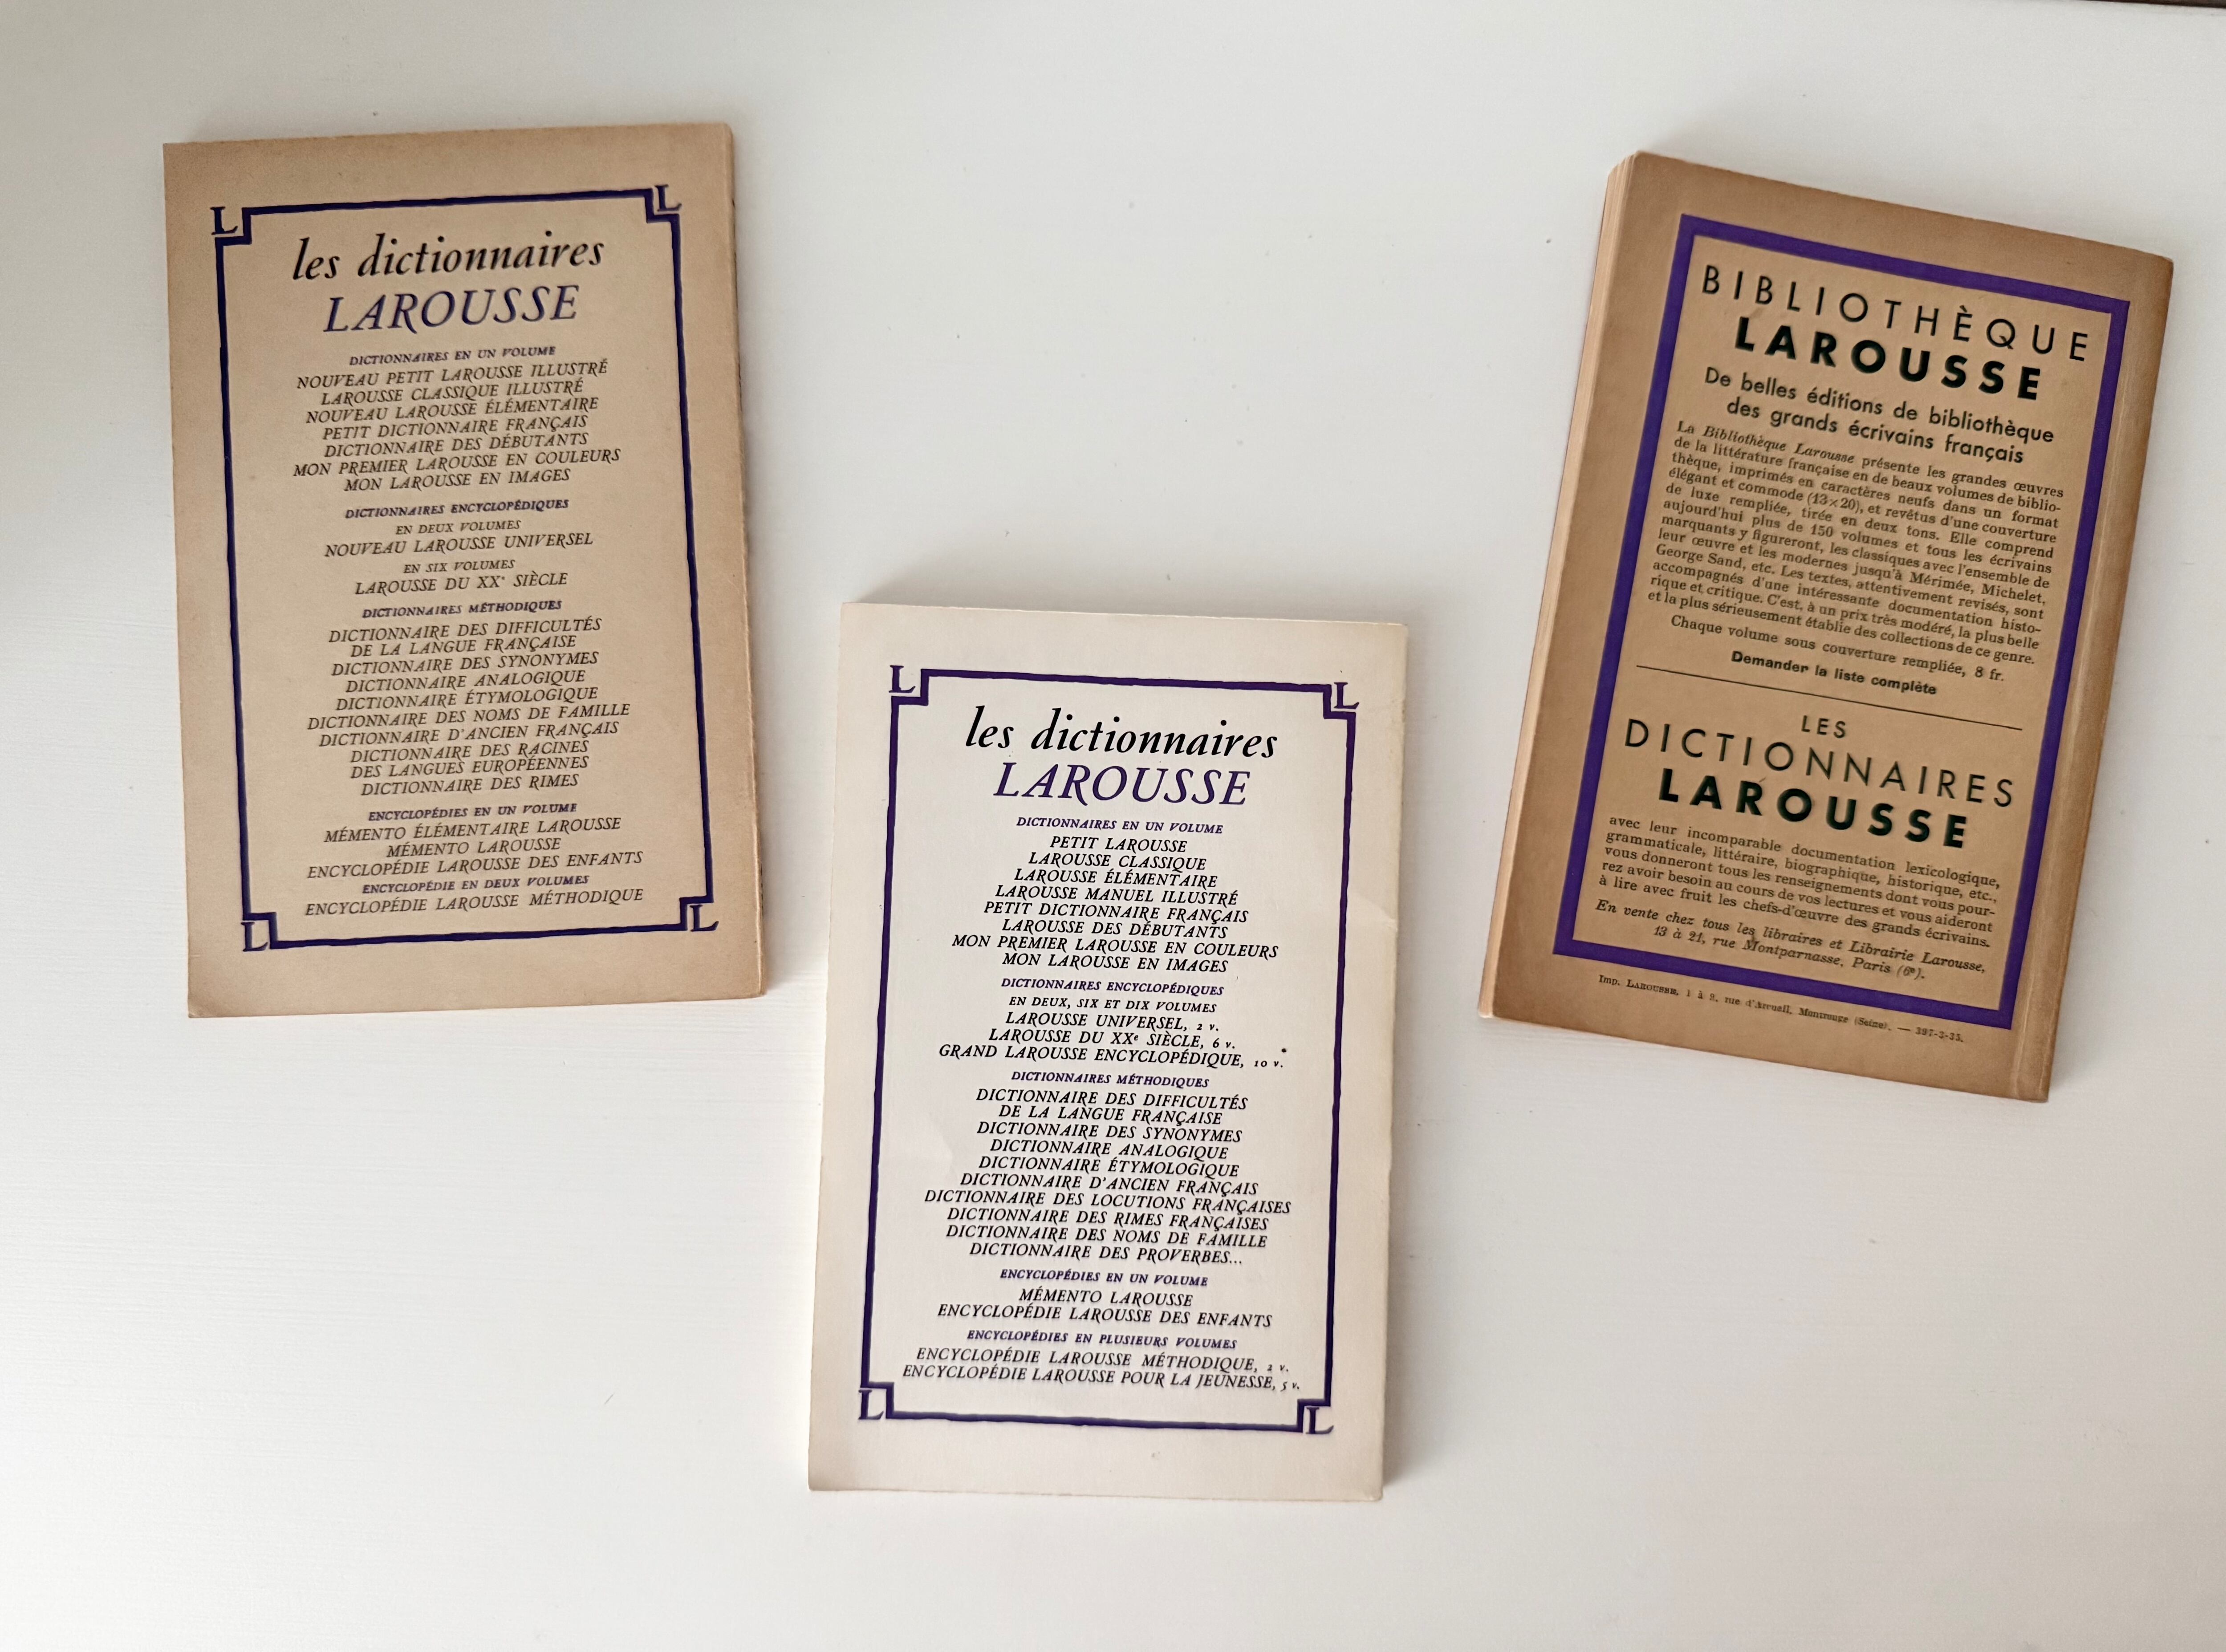 L L
les dictionnaires
LAROUSSE
DICTIONNAIRES EN UN VOLUME
NOUVEAU PETIT LAROUSSE ILLUSTRÉ
LAROUSSE CLASSIQUE ILLUSTRÉ
NOUVEAU LAROUSSE ÉLÉMENTAIRE
PETIT DICTIONNAIRE FRANÇAIS
DICTIONNAIRE DES DÉBUTANTS
MON PREMIER LAROUSSE EN COULEURS
MON LAROUSSE EN IMAGES
DICTIONNAIRES ENCYCLOPÉDIQUES
EN DEUX VOLUMES
NOUVEAU LAROUSSE UNIVERSEL
EN SIX VOLUMES
LAROUSSE DU XXe SIÈCLE
DICTIONNAIRES MÉTHODIQUES
DICTIONNAIRE DES DIFFICULTÉS
DE LA LANGUE FRANÇAISE
DICTIONNAIRE DES SYNONYMES
DICTIONNAIRE ANALOGIQUE
DICTIONNAIRE ÉTYMOLOGIQUE
DICTIONNAIRE DES NOMS DE FAMILLE
DICTIONNAIRE D'ANCIEN FRANÇAIS
DICTIONNAIRE DES RACINES
DES LANGUES EUROPÉENNES
DICTIONNAIRE DES RIMES
ENCYCLOPÉDIES EN UN VOLUME
MÉMENTO ÉLÉMENTAIRE LAROUSSE
MÉMENTO LAROUSSE
ENCYCLOPÉDIE LAROUSSE DES ENFANTS
ENCYCLOPÉDIE EN DEUX VOLUMES
ENCYCLOPÉDIE LAROUSSE MÉTHODIQUE
L L
L L
les dictionnaires
LAROUSSE
DICTIONNAIRES EN UN VOLUME
PETIT LAROUSSE
LAROUSSE CLASSIQUE
LAROUSSE ÉLÉMENTAIRE
LAROUSSE MANUEL ILLUSTRÉ
PETIT DICTIONNAIRE FRANÇAIS
LAROUSSE DES DÉBUTANTS
MON PREMIER LAROUSSE EN COULEURS
MON LAROUSSE EN IMAGES
DICTIONNAIRES ENCYCLOPÉDIQUES
EN DEUX, SIX ET DIX VOLUMES
LAROUSSE UNIVERSEL, 2 v.
LAROUSSE DU XXe SIÈCLE, 6 v.
GRAND LAROUSSE ENCYCLOPÉDIQUE, 10 v.
DICTIONNAIRES MÉTHODIQUES
DICTIONNAIRE DES DIFFICULTÉS
DE LA LANGUE FRANÇAISE
DICTIONNAIRE DES SYNONYMES
DICTIONNAIRE ANALOGIQUE
DICTIONNAIRE ÉTYMOLOGIQUE
DICTIONNAIRE D'ANCIEN FRANÇAIS
DICTIONNAIRE DES LOCUTIONS FRANÇAISES
DICTIONNAIRE DES RIMES FRANÇAISES
DICTIONNAIRE DES NOMS DE FAMILLE
DICTIONNAIRE DES PROVERBES...
ENCYCLOPÉDIES EN UN VOLUME
MÉMENTO LAROUSSE
ENCYCLOPÉDIE LAROUSSE DES ENFANTS
ENCYCLOPÉDIES EN PLUSIEURS VOLUMES
ENCYCLOPÉDIE LAROUSSE MÉTHODIQUE, 2 v.
ENCYCLOPÉDIE LAROUSSE POUR LA JEUNESSE, 5 v.
L L
BIBLIOTHÈQUE
LAROUSSE
De belles éditions de bibliothèque
des grands écrivains français
La Bibliothèque Larousse présente les grandes œuvres
de la littérature française en de beaux volumes de biblio-
thèque, imprimés en caractères neufs dans un format
élégant et commode (13×20), et revêtus d'une couverture
de luxe rempliée, tirée en deux tons. Elle comprend
aujourd'hui plus de 150 volumes et tous les écrivains
marquants y figureront, les classiques avec l'ensemble de
leur œuvre et les modernes jusqu'à Mérimée, Michelet,
George Sand, etc. Les textes, attentivement revisés, sont
accompagnés d'une intéressante documentation histo-
rique et critique. C'est, à un prix très modéré, la plus belle
et la plus sérieusement établie des collections de ce genre.
Chaque volume sous couverture rempliée, 8 fr.
Demander la liste complète
LES
DICTIONNAIRES
LAROUSSE
avec leur incomparable documentation lexicologique,
grammaticale, littéraire, biographique, historique, etc.,
vous donneront tous les renseignements dont vous pour-
rez avoir besoin au cours de vos lectures et vous aideront
à lire avec fruit les chefs-d'œuvre des grands écrivains.
En vente chez tous les libraires et Librairie Larousse,
13 à 21, rue Montparnasse, Paris (6e).
Imp. LAROUSSE, 1 à 9, rue d'Arcueil, Montrouge (Seine). — 397-3-35.